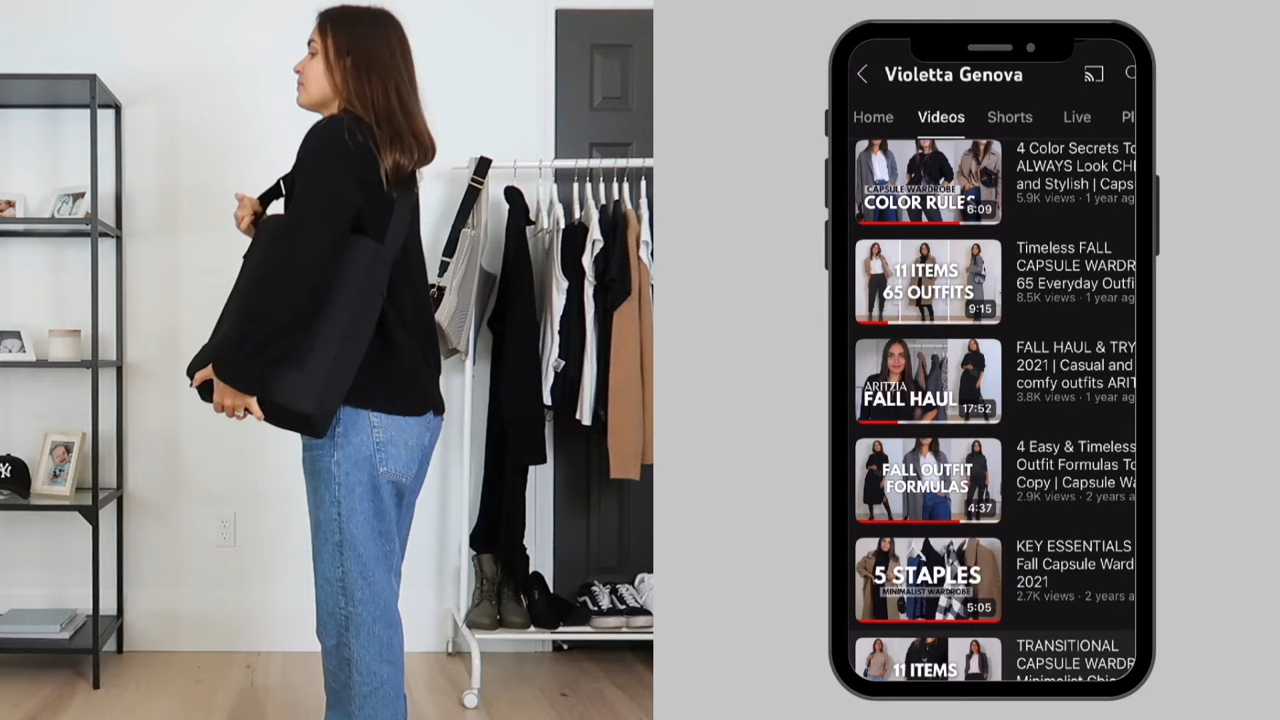 Violetta Genova
Home Videos Shorts Live Pl
CAPSULE WARDROBE
COLOR RULES
6:09
4 Color Secrets To
ALWAYS Look CHI
and Stylish | Caps
5.9K views · 1 year ag
11 ITEMS
65 OUTFITS
9:15
Timeless FALL
CAPSULE WARDR
65 Everyday Outfi
8.5K views · 1 year ag
ARITZIA
FALL HAUL
17:52
FALL HAUL & TRY
2021 | Casual and
comfy outfits ARIT
3.8K views · 1 year ag
FALL OUTFIT
FORMULAS
4:37
4 Easy & Timeless
Outfit Formulas To
Copy | Capsule Wa
2.9K views · 2 years a
5 STAPLES
MINIMALIST WARDROBE
5:05
KEY ESSENTIALS
Fall Capsule Ward
2021
2.7K views · 2 years a
11 ITEMS
TRANSITIONAL
CAPSULE WARDR
Minimalist Chic